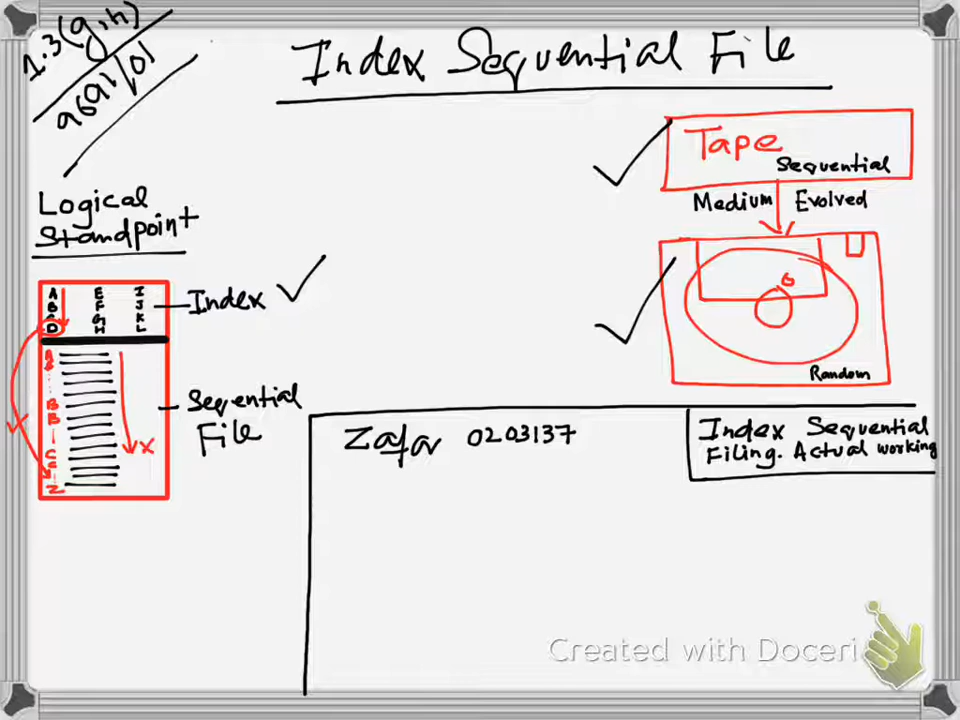 1.3(g,h)
9691/01
Index Sequential File
Tape
Sequential
Medium Evolved
Random
Logical
Standpoint
A E I
B F J
C G K
D H L
Index
A
B
B
C
C
Z
X
Seqential
File
Zafar 0203137
Index Sequential
Filing. Actual working
Created with Doceri